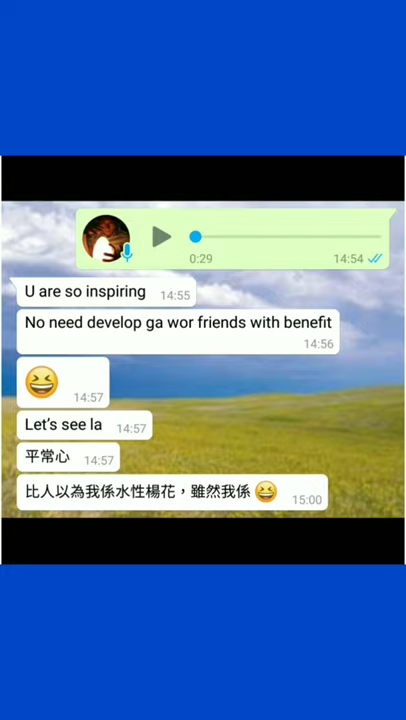 0:29 14:54
U are so inspiring 14:55
No need develop ga wor friends with benefit
14:56
😆 14:57
Let's see la 14:57
平常心 14:57
比人以為我係水性楊花，雖然我係 😆 15:00